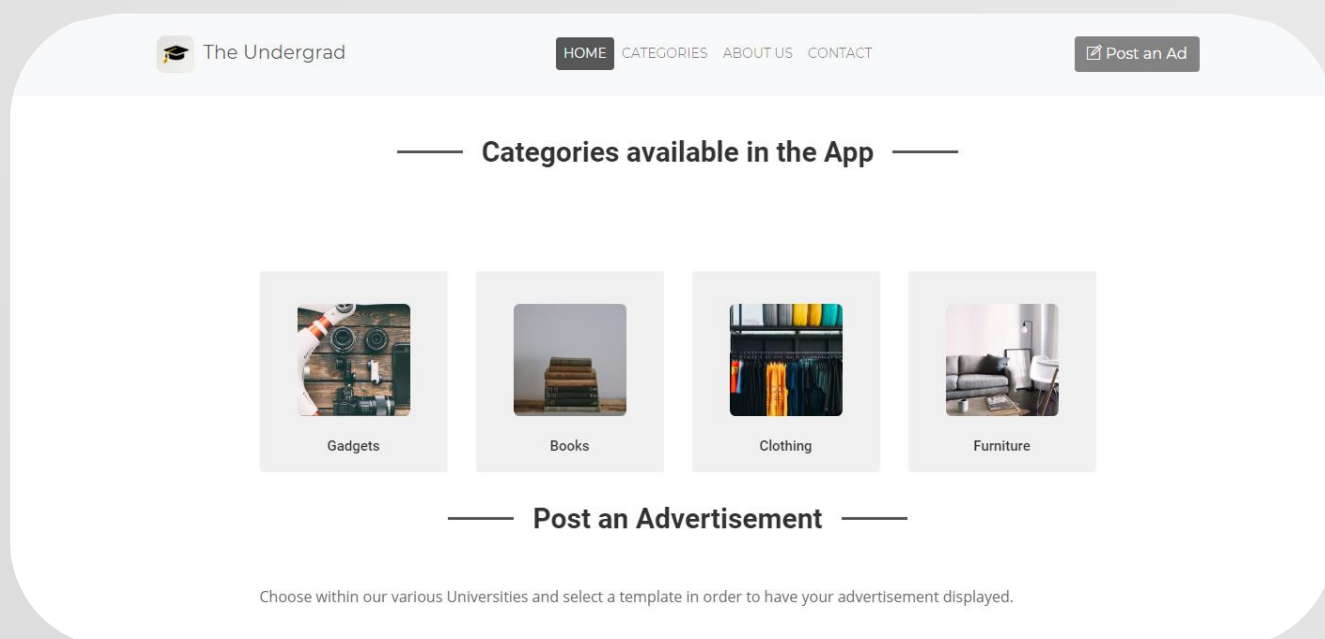 The Undergrad
HOME CATEGORIES ABOUT US CONTACT
Post an Ad
Categories available in the App
Gadgets
Books
Clothing
Furniture
Post an Advertisement
Choose within our various Universities and select a template in order to have your advertisement displayed.